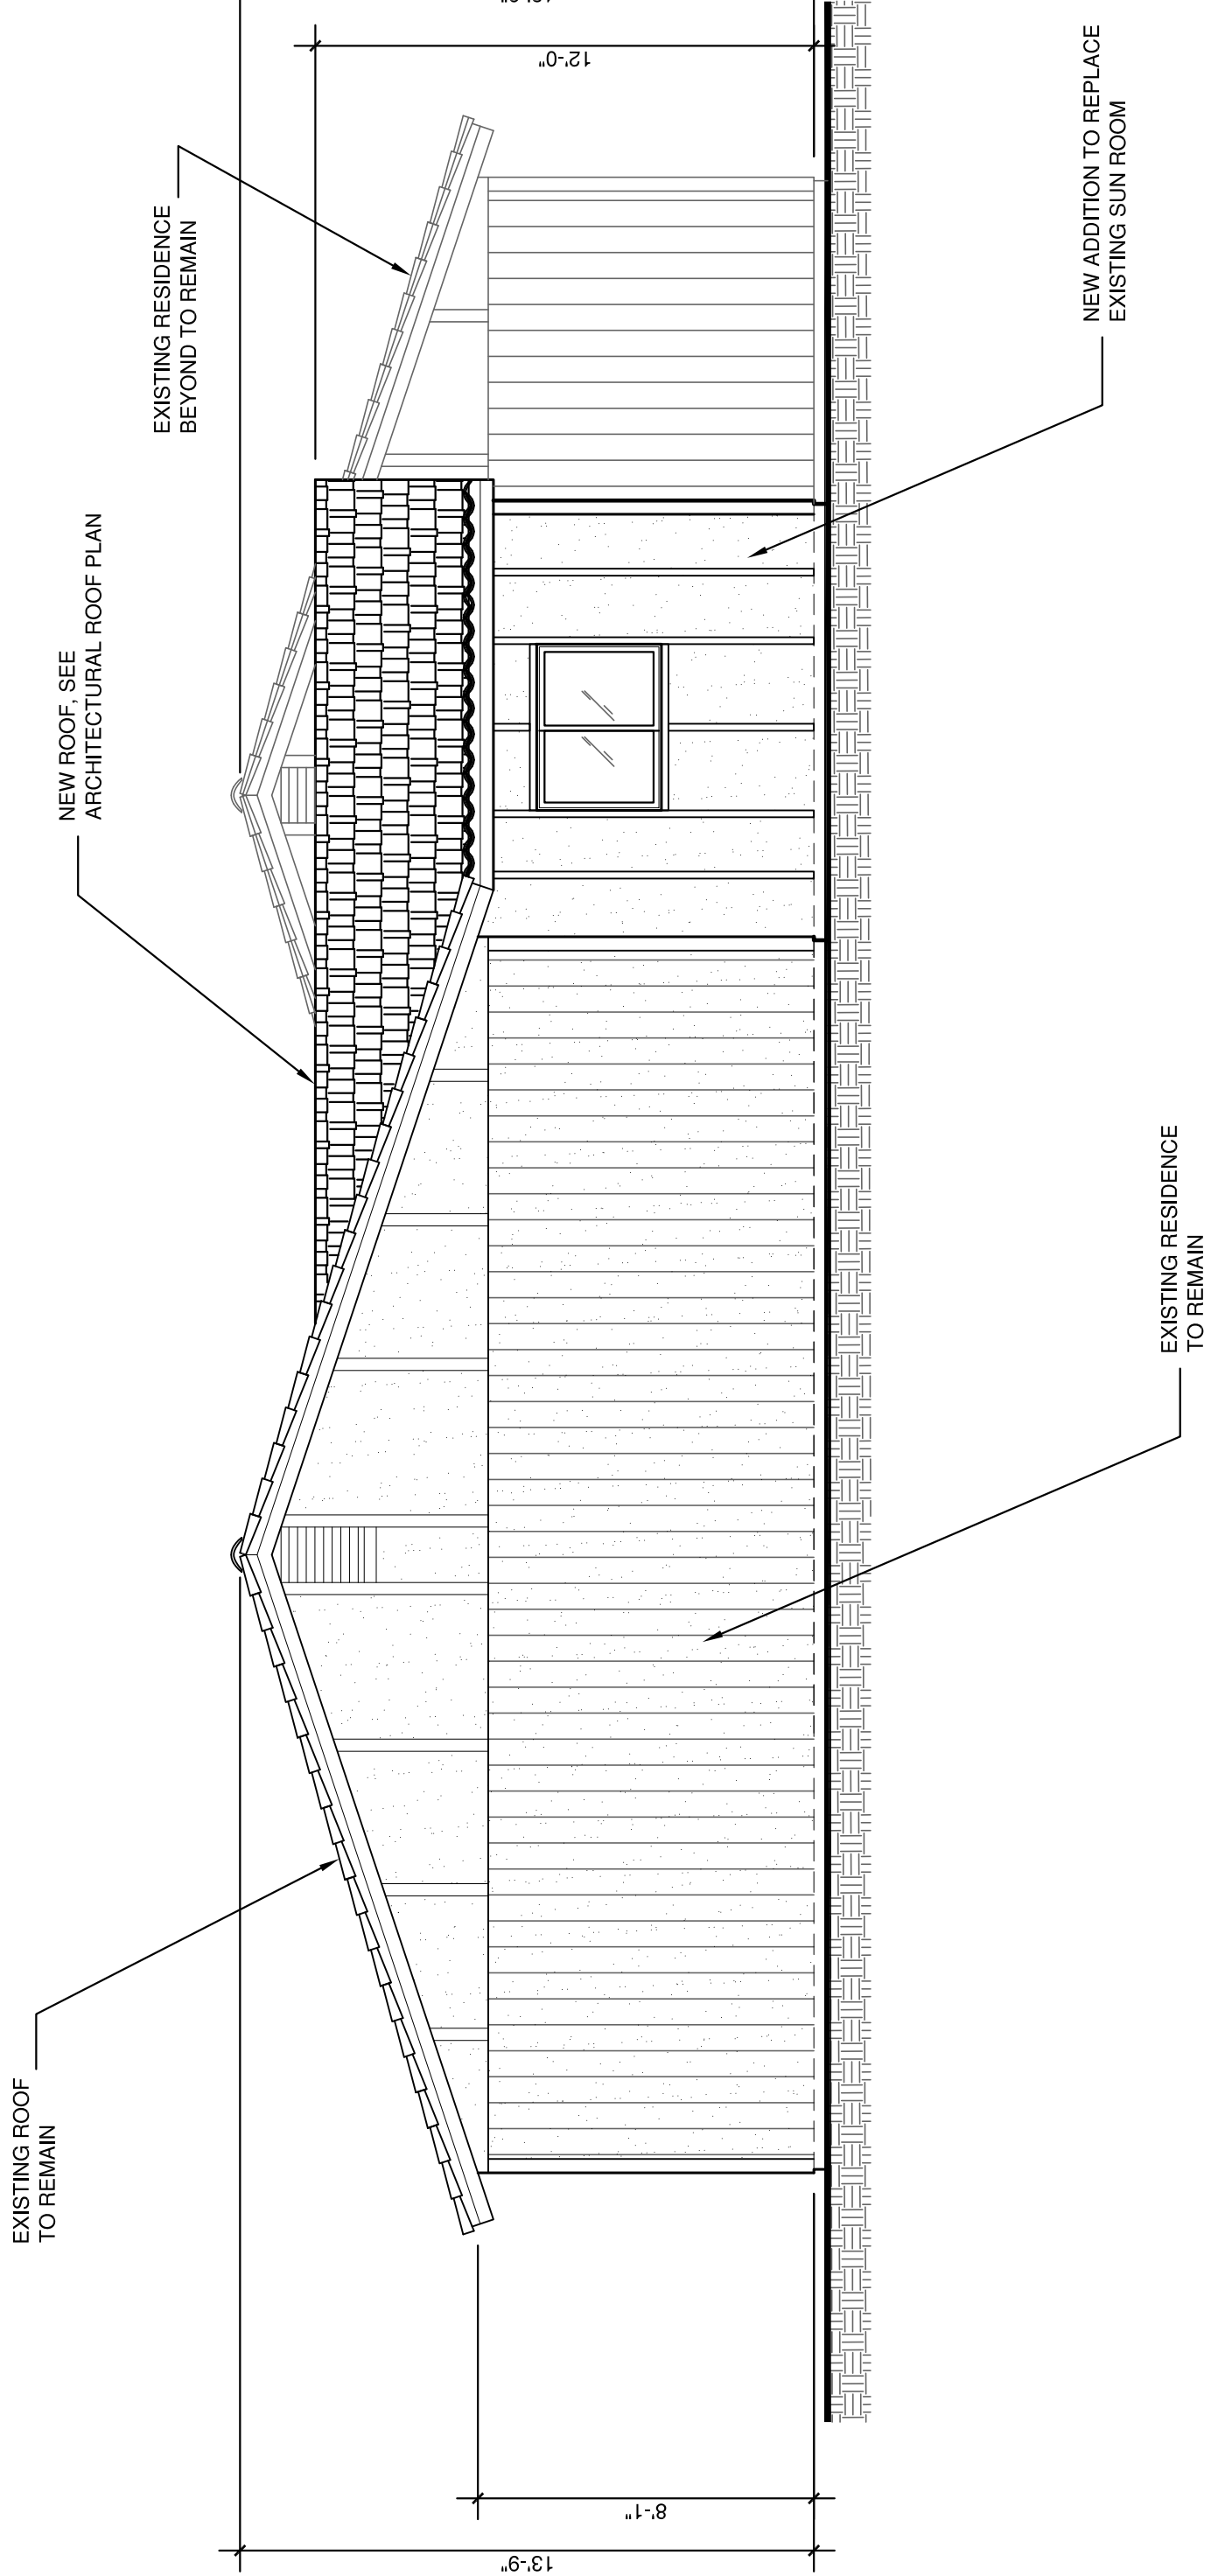 EXISTING ROOF
TO REMAIN
NEW ROOF, SEE
ARCHITECTURAL ROOF PLAN
EXISTING RESIDENCE
BEYOND TO REMAIN
12'-0"
13'-9"
8'-1"
EXISTING RESIDENCE
TO REMAIN
NEW ADDITION TO REPLACE
EXISTING SUN ROOM